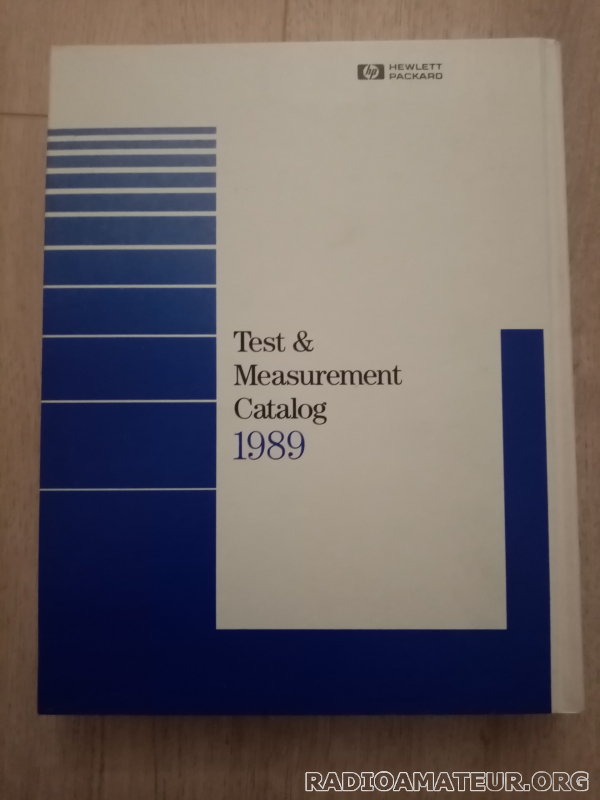 hp HEWLETT
PACKARD
Test &
Measurement
Catalog
1989
RADIOAMATEUR.ORG